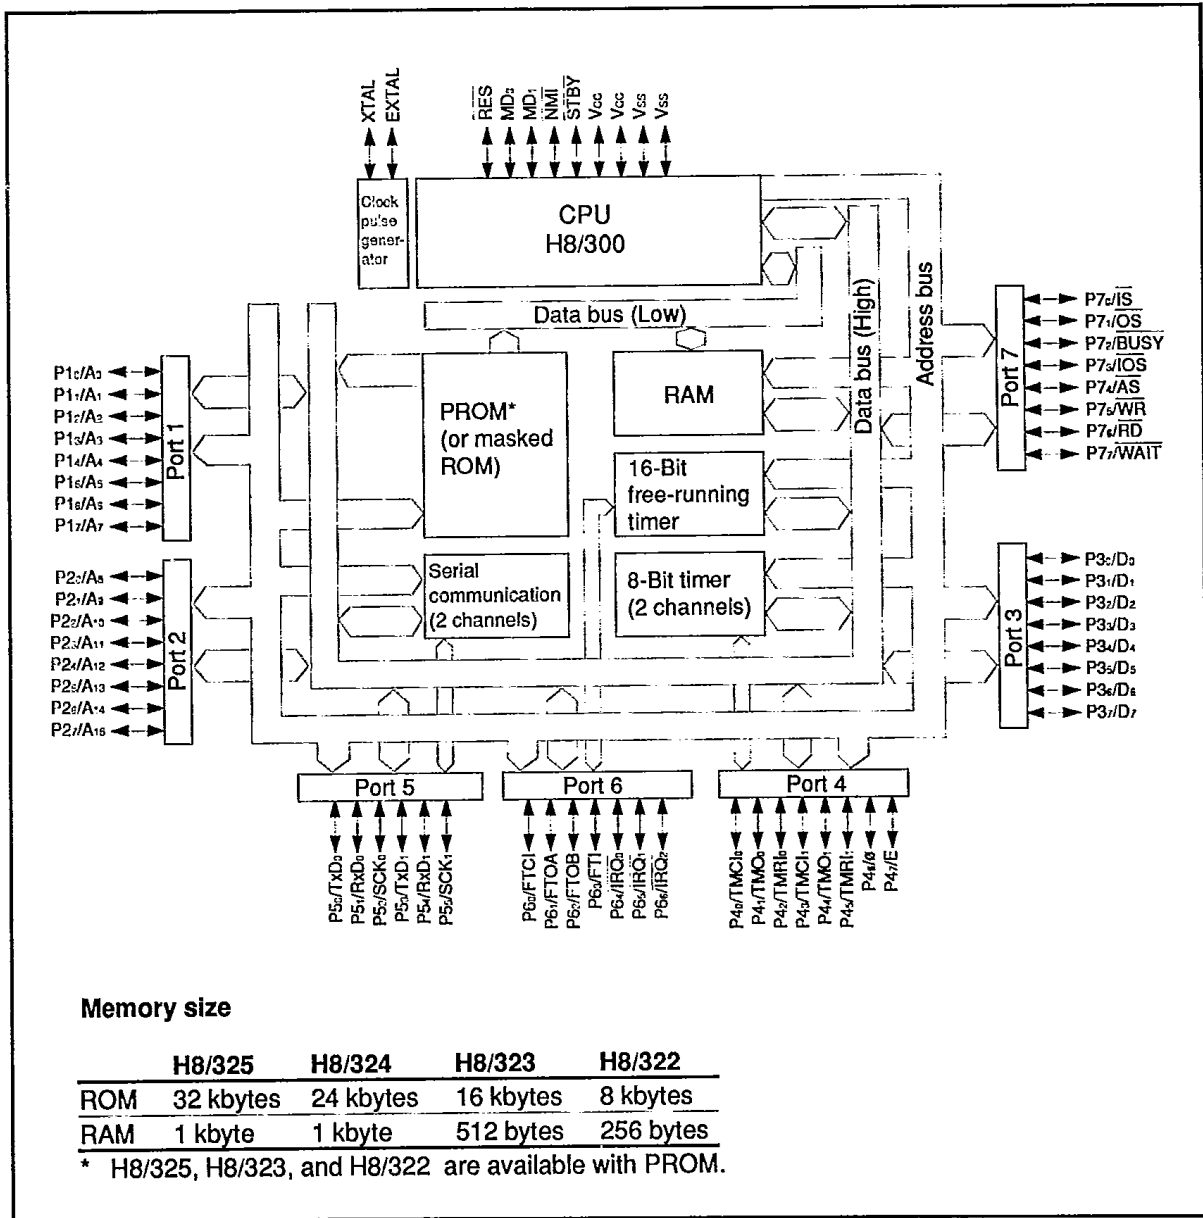 XTAL
EXTAL
RES
MD₀
MD₁
NMI
STBY
Vcc
Vcc
Vss
Vss
Clock
pulse
gener-
ator
CPU
H8/300
Data bus (Low)
Data bus (High)
Address bus
PROM*
(or masked
ROM)
RAM
16-Bit
free-running
timer
Serial
communication
(2 channels)
8-Bit timer
(2 channels)
Port 1
P1₀/A₀
P1₁/A₁
P1₂/A₂
P1₃/A₃
P1₄/A₄
P1₅/A₅
P1₆/A₆
P1₇/A₇
Port 2
P2₀/A₈
P2₁/A₉
P2₂/A₁₀
P2₃/A₁₁
P2₄/A₁₂
P2₅/A₁₃
P2₆/A₁₄
P2₇/A₁₅
Port 7
P7₀/IS
P7₁/OS
P7₂/BUSY
P7₃/IOS
P7₄/AS
P7₅/WR
P7₆/RD
P7₇/WAIT
Port 3
P3₀/D₀
P3₁/D₁
P3₂/D₂
P3₃/D₃
P3₄/D₄
P3₅/D₅
P3₆/D₆
P3₇/D₇
Port 5
P5₀/TxD₀
P5₁/RxD₀
P5₂/SCK₀
P5₃/TxD₁
P5₄/RxD₁
P5₅/SCK₁
Port 6
P6₀/FTCI
P6₁/FTOA
P6₂/FTOB
P6₃/FTI
P6₄/IRQ₀
P6₅/IRQ₁
P6₆/IRQ₂
Port 4
P4₀/TMCI₀
P4₁/TMO₀
P4₂/TMRI₀
P4₃/TMCI₁
P4₄/TMO₁
P4₅/TMRI₁
P4₆/ø
P4₇/E
Memory size
H8/325 H8/324 H8/323 H8/322
ROM 32 kbytes 24 kbytes 16 kbytes 8 kbytes
RAM 1 kbyte 1 kbyte 512 bytes 256 bytes
* H8/325, H8/323, and H8/322 are available with PROM.